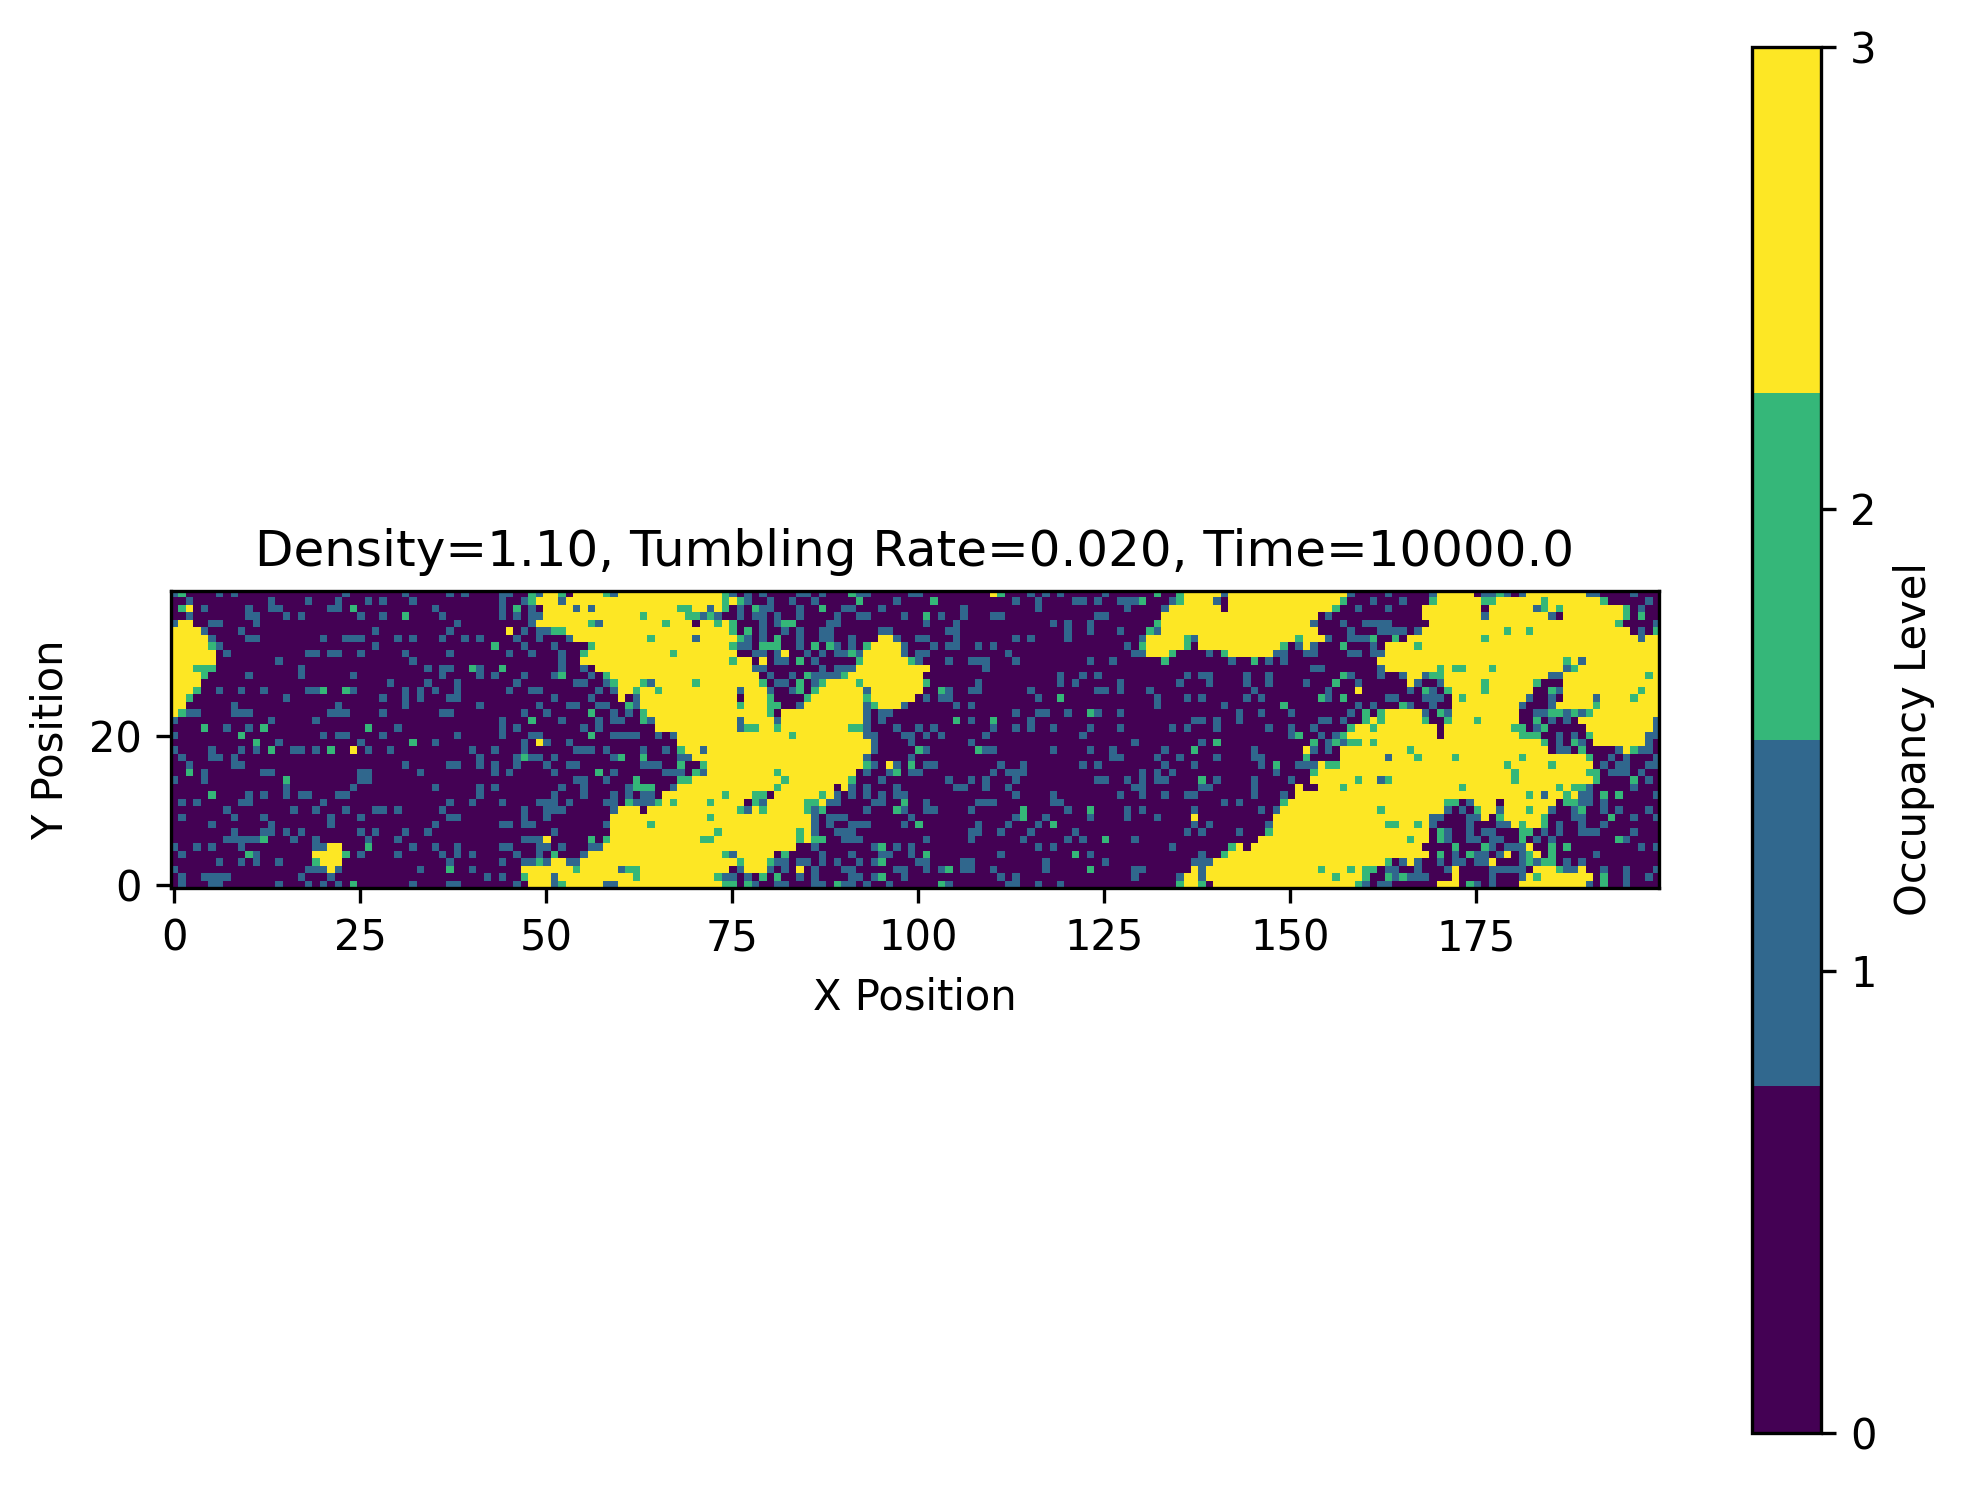 Density=1.10, Tumbling Rate=0.020, Time=10000.0
Y Position
20
0
0 25 50 75 100 125 150 175
X Position
3
2
1
0
Occupancy Level